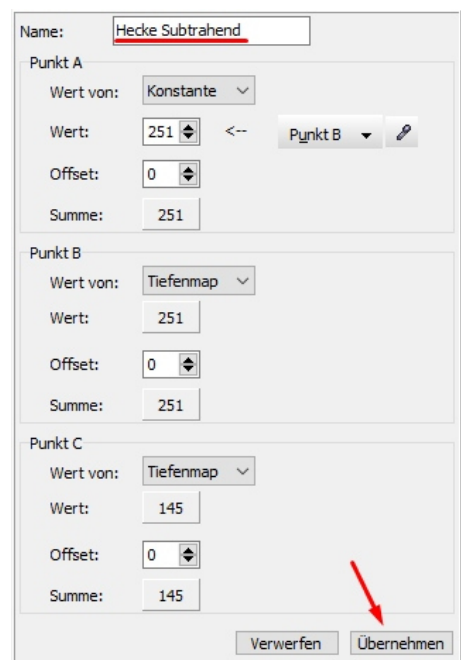 Name: Hecke Subtrahend
Punkt A
Wert von: Konstante
Wert: 251 <-- Punkt B
Offset: 0
Summe: 251
Punkt B
Wert von: Tiefenmap
Wert: 251
Offset: 0
Summe: 251
Punkt C
Wert von: Tiefenmap
Wert: 145
Offset: 0
Summe: 145
Verwerfen Übernehmen